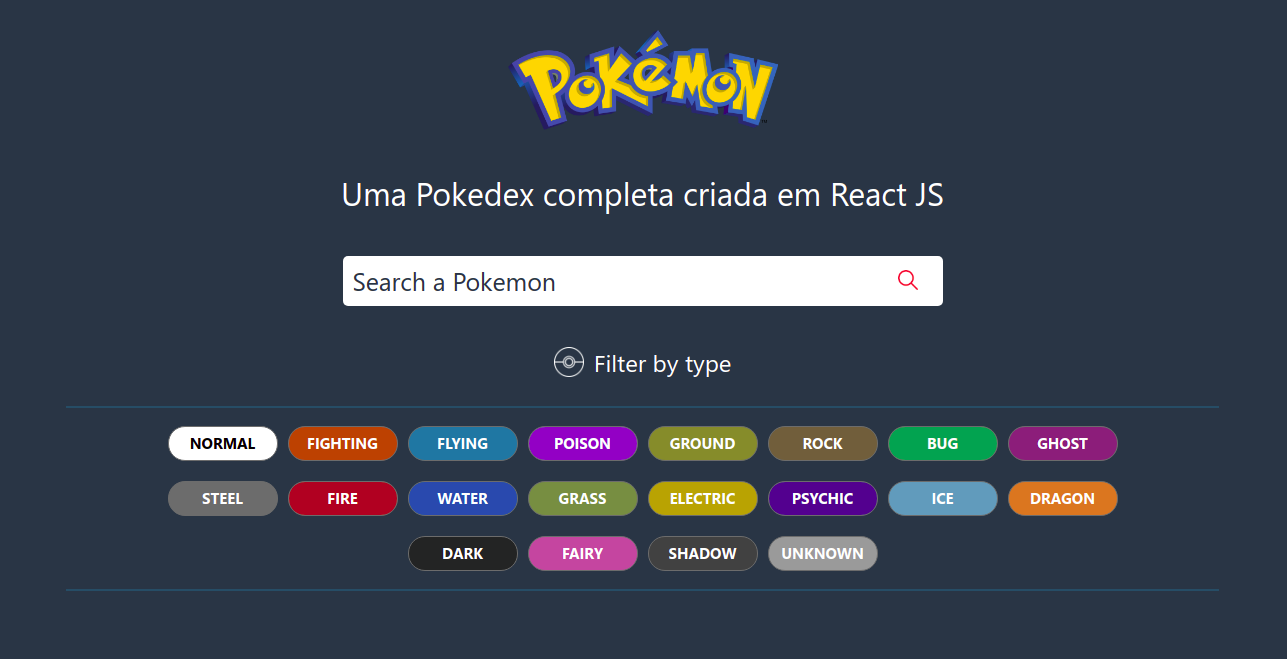 POKéMON
Uma Pokedex completa criada em React JS
Search a Pokemon
Filter by type
NORMAL FIGHTING FLYING POISON GROUND ROCK BUG GHOST
STEEL FIRE WATER GRASS ELECTRIC PSYCHIC ICE DRAGON
DARK FAIRY SHADOW UNKNOWN